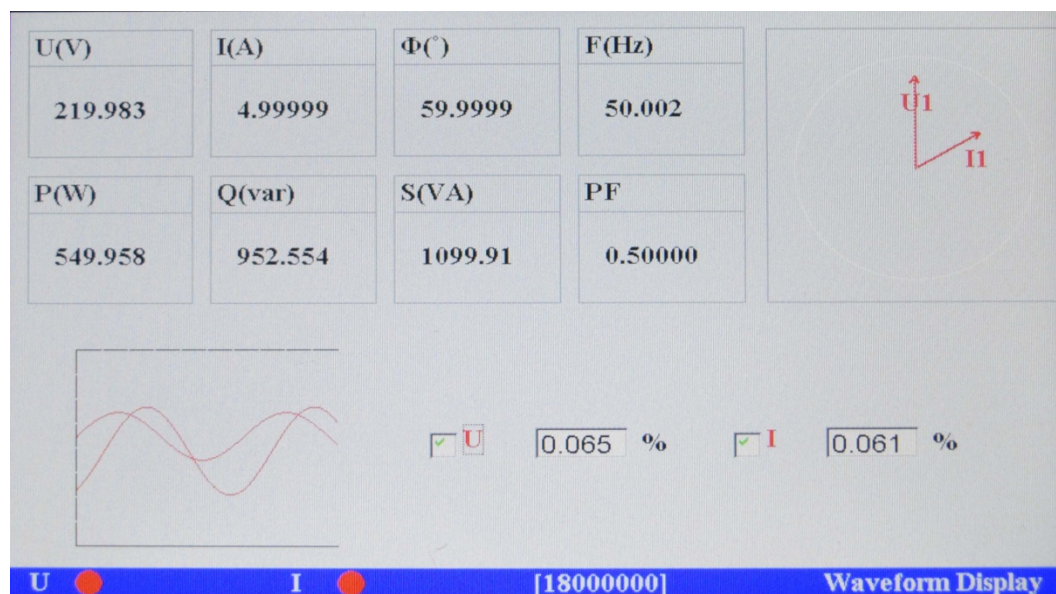 U(V) I(A) Φ(°) F(Hz)
219.983 4.99999 59.9999 50.002
U1
I1
P(W) Q(var) S(VA) PF
549.958 952.554 1099.91 0.50000
U 0.065 % I 0.061 %
U I [18000000] Waveform Display